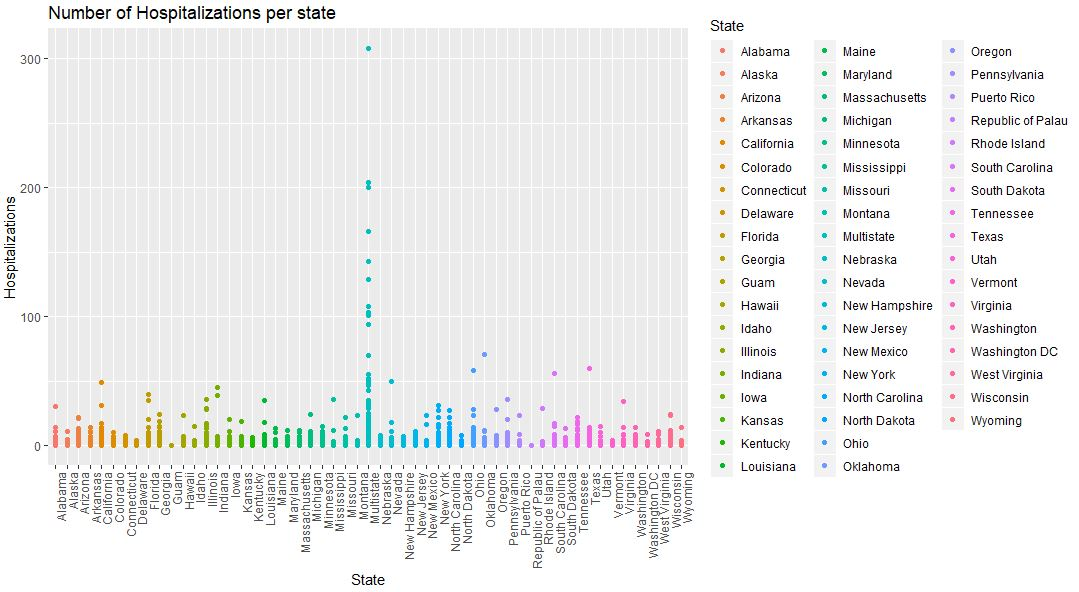 Number of Hospitalizations per state
300
200
100
0
Hospitalizations
Alabama
Alaska
Arizona
Arkansas
California
Colorado
Connecticut
Delaware
Florida
Georgia
Guam
Hawaii
Idaho
Illinois
Indiana
Iowa
Kansas
Kentucky
Louisiana
Maine
Maryland
Massachusetts
Michigan
Minnesota
Mississippi
Missouri
Montana
Multistate
Nebraska
Nevada
New Hampshire
New Jersey
New Mexico
New York
North Carolina
North Dakota
Ohio
Oklahoma
Oregon
Pennsylvania
Puerto Rico
Republic of Palau
Rhode Island
South Carolina
South Dakota
Tennessee
Texas
Utah
Vermont
Virginia
Washington
Washington DC
West Virginia
Wisconsin
Wyoming
State
State
Alabama
Alaska
Arizona
Arkansas
California
Colorado
Connecticut
Delaware
Florida
Georgia
Guam
Hawaii
Idaho
Illinois
Indiana
Iowa
Kansas
Kentucky
Louisiana
Maine
Maryland
Massachusetts
Michigan
Minnesota
Mississippi
Missouri
Montana
Multistate
Nebraska
Nevada
New Hampshire
New Jersey
New Mexico
New York
North Carolina
North Dakota
Ohio
Oklahoma
Oregon
Pennsylvania
Puerto Rico
Republic of Palau
Rhode Island
South Carolina
South Dakota
Tennessee
Texas
Utah
Vermont
Virginia
Washington
Washington DC
West Virginia
Wisconsin
Wyoming